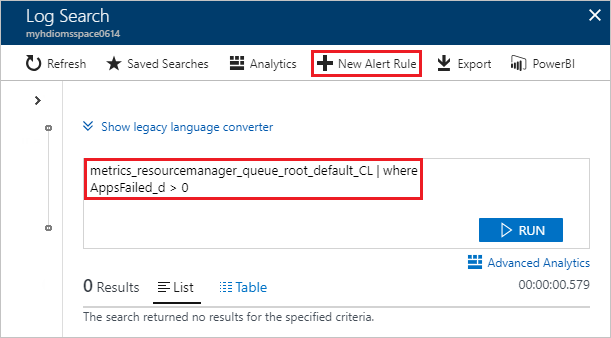 Log Search
myhdiomsspace0614
Refresh Saved Searches Analytics New Alert Rule Export PowerBI
Show legacy language converter
metrics_resourcemanager_queue_root_default_CL | where
AppsFailed_d > 0
RUN
Advanced Analytics
0 Results List Table 00:00:00.579
The search returned no results for the specified criteria.